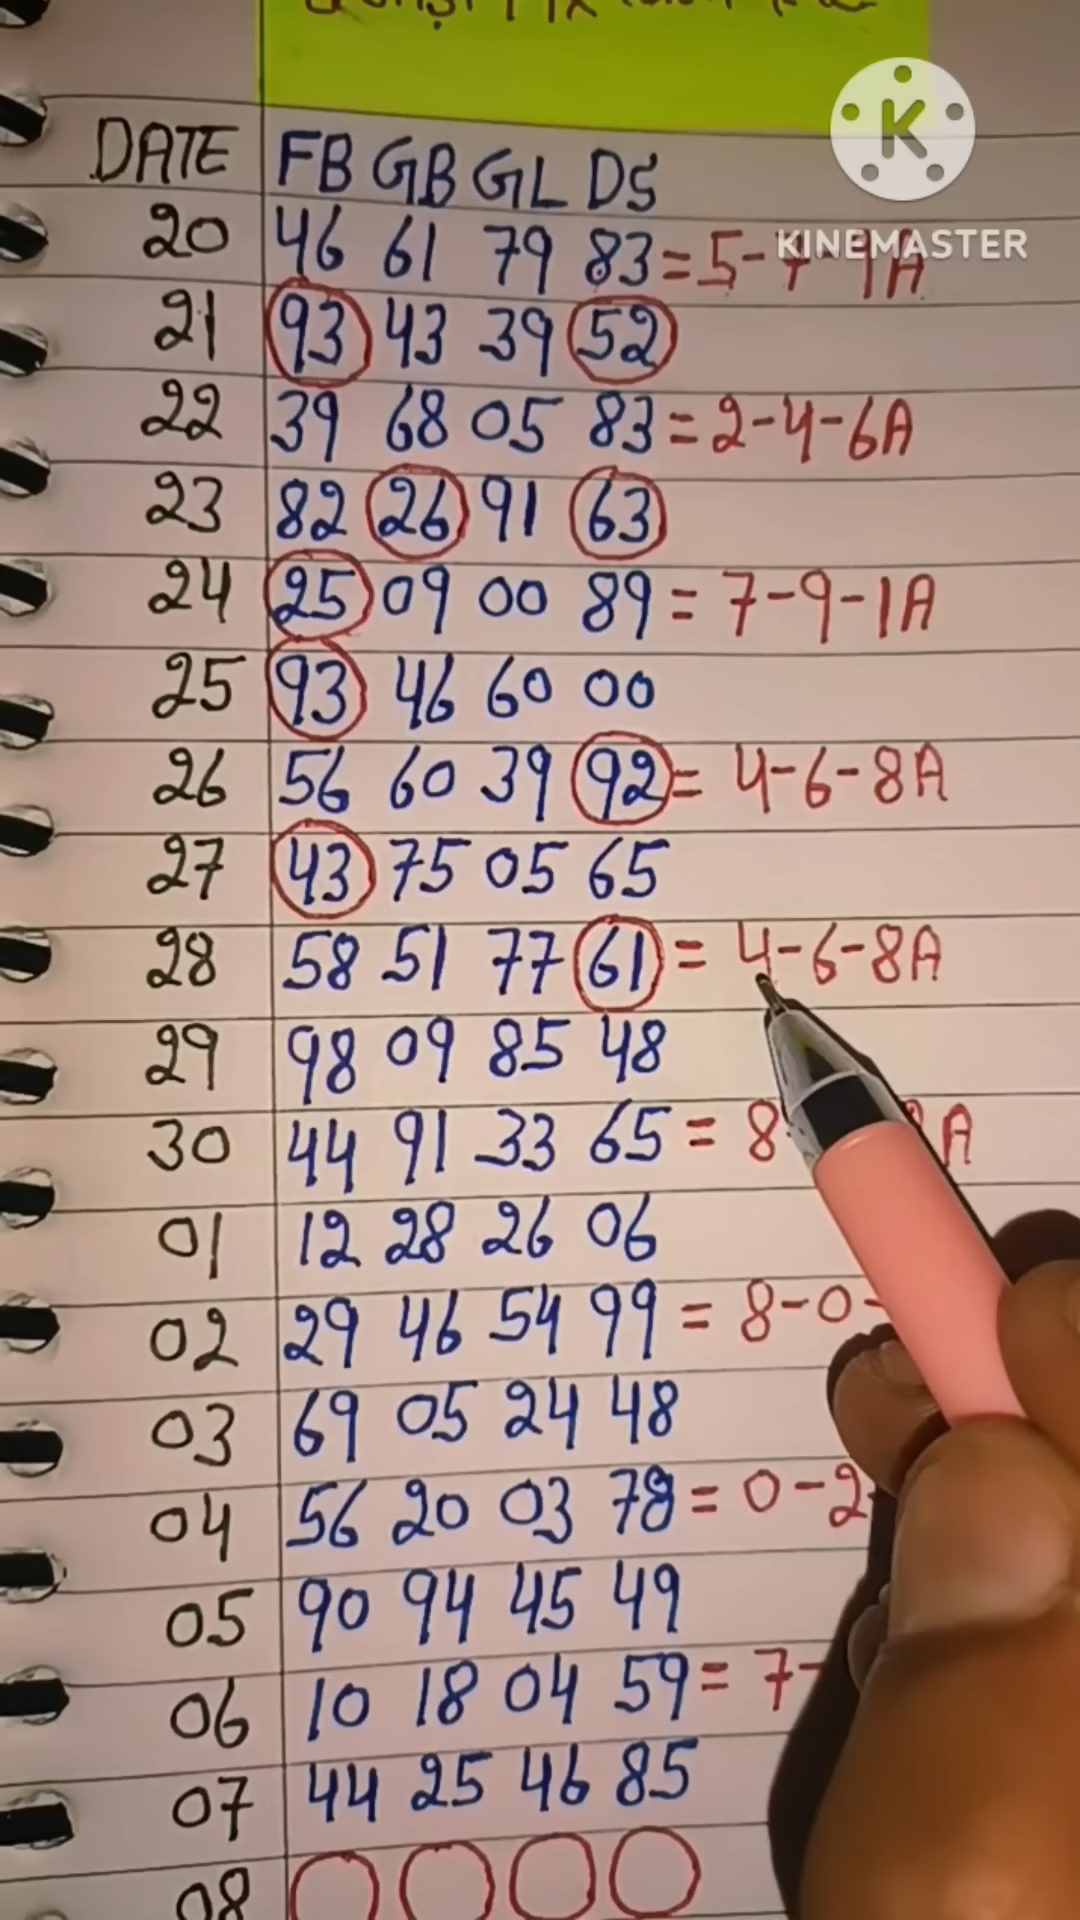 K
KINEMASTER
DATE FB GB GL DS
20 46 61 79 83 = 5-7-9A
21 93 43 39 52
22 39 68 05 83 = 2-4-6A
23 82 26 91 63
24 25 09 00 89 = 7-9-1A
25 93 46 60 00
26 56 60 39 92 = 4-6-8A
27 43 75 05 65
28 58 51 77 61 = 4-6-8A
29 98 09 85 48
30 44 91 33 65 = 8- A
01 12 28 26 06
02 29 46 54 99 = 8-0-
03 69 05 24 48
04 56 20 03 78 = 0-2-
05 90 94 45 49
06 10 18 04 59 = 7-
07 44 25 46 85
08